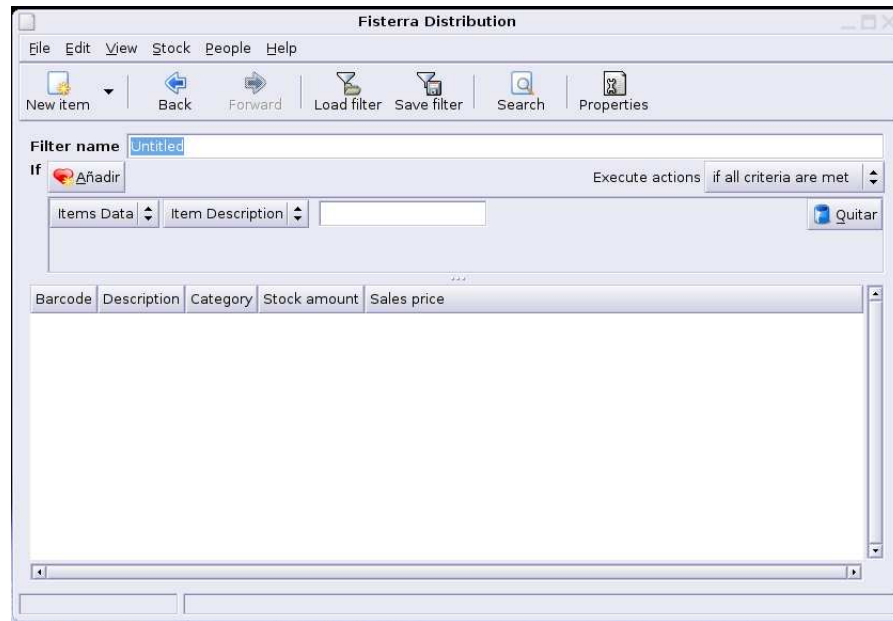 Fisterra Distribution
File Edit View Stock People Help
New item Back Forward Load filter Save filter Search Properties
Filter name Untitled
If Añadir Execute actions if all criteria are met
Items Data Item Description Quitar
Barcode Description Category Stock amount Sales price